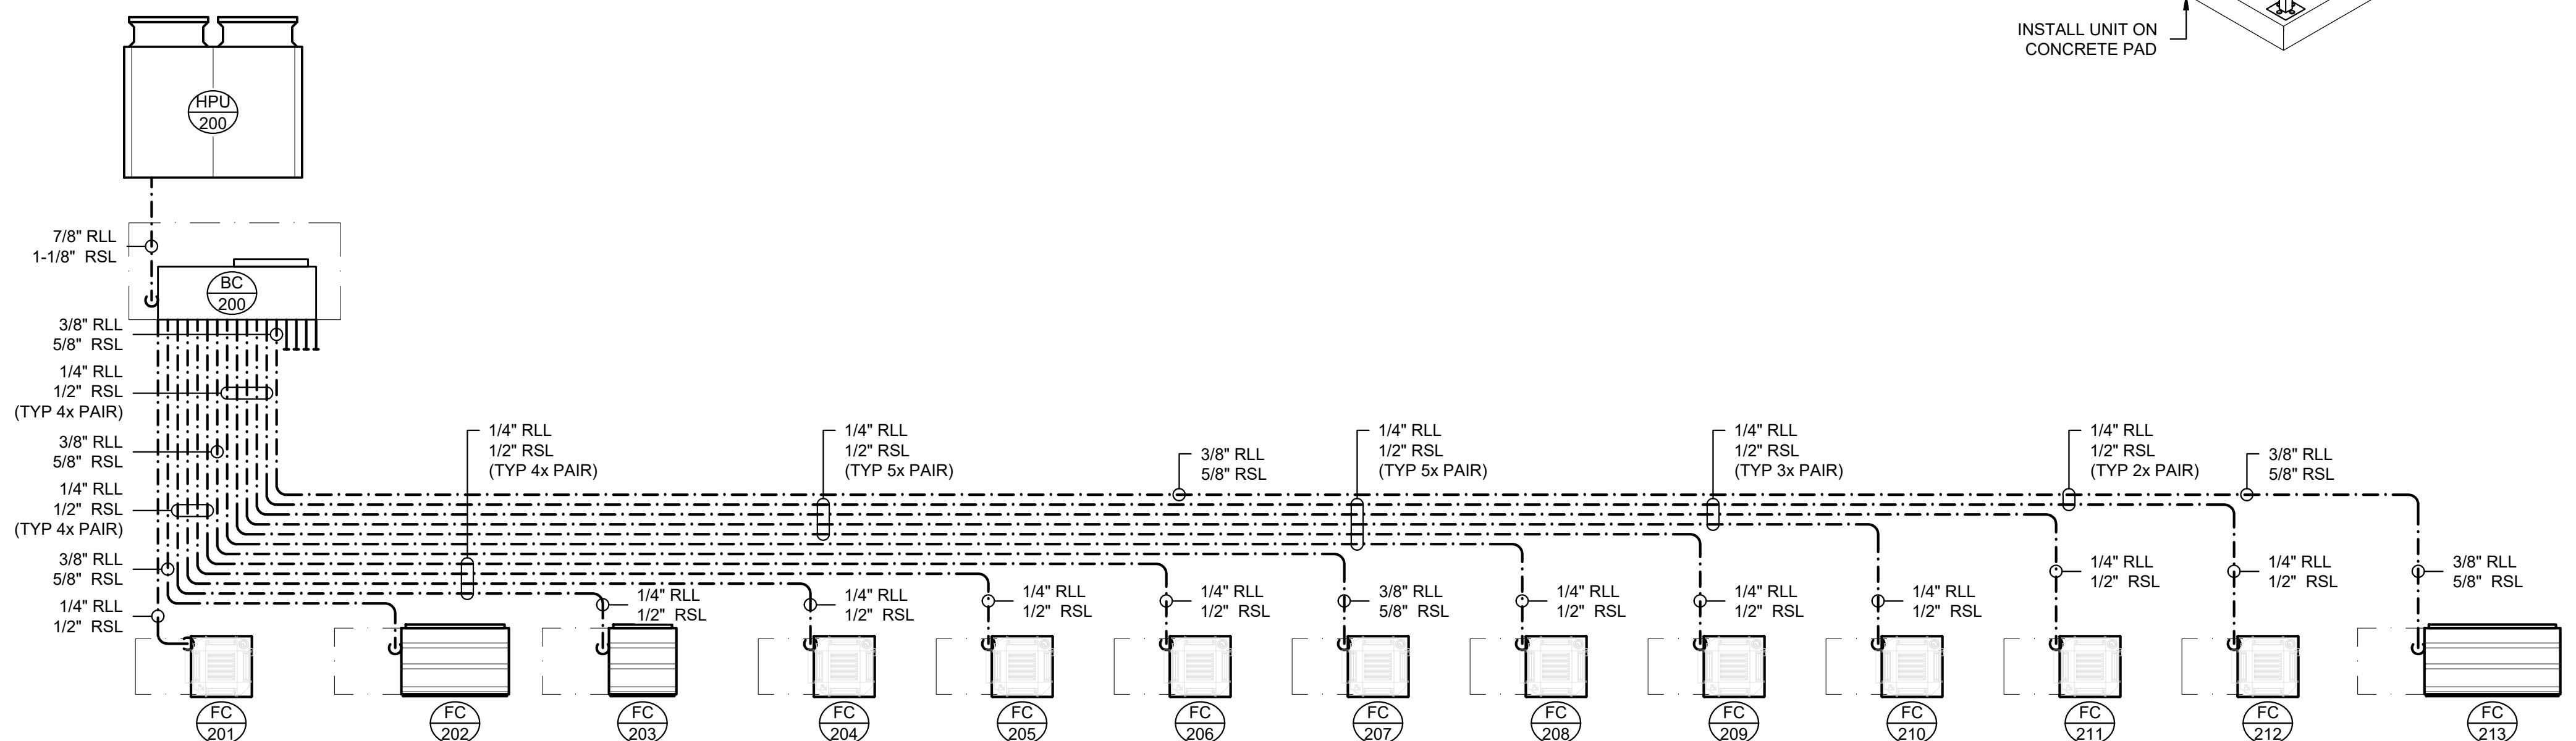 INSTALL UNIT ON
CONCRETE PAD
HPU
200
7/8" RLL
1-1/8" RSL
BC
200
3/8" RLL
5/8" RSL
1/4" RLL
1/2" RSL
(TYP 4x PAIR)
3/8" RLL
5/8" RSL
1/4" RLL
1/2" RSL
(TYP 4x PAIR)
3/8" RLL
5/8" RSL
1/4" RLL
1/2" RSL
1/4" RLL
1/2" RSL
(TYP 4x PAIR)
1/4" RLL
1/2" RSL
(TYP 5x PAIR)
3/8" RLL
5/8" RSL
1/4" RLL
1/2" RSL
(TYP 5x PAIR)
1/4" RLL
1/2" RSL
(TYP 3x PAIR)
1/4" RLL
1/2" RSL
(TYP 2x PAIR)
3/8" RLL
5/8" RSL
1/4" RLL
1/2" RSL
1/4" RLL
1/2" RSL
1/4" RLL
1/2" RSL
1/4" RLL
1/2" RSL
3/8" RLL
5/8" RSL
1/4" RLL
1/2" RSL
1/4" RLL
1/2" RSL
1/4" RLL
1/2" RSL
1/4" RLL
1/2" RSL
1/4" RLL
1/2" RSL
3/8" RLL
5/8" RSL
FC
201
FC
202
FC
203
FC
204
FC
205
FC
206
FC
207
FC
208
FC
209
FC
210
FC
211
FC
212
FC
213